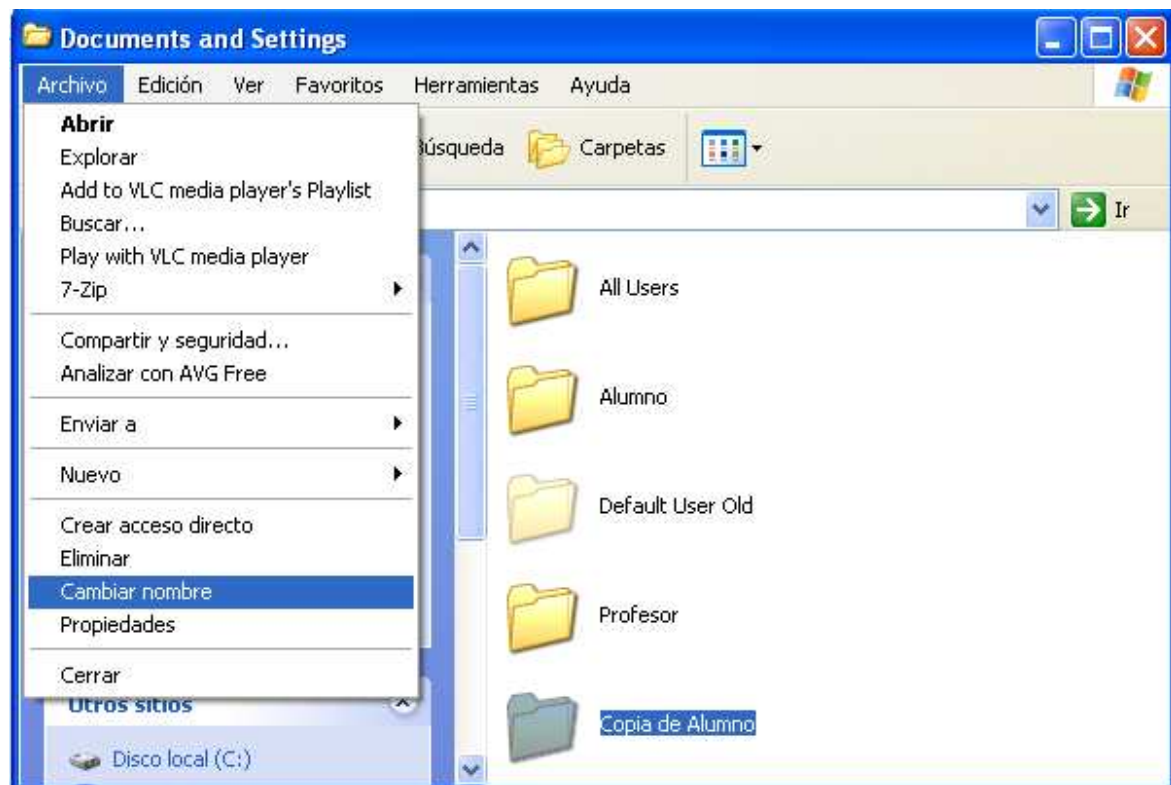 Documents and Settings
Archivo Edición Ver Favoritos Herramientas Ayuda
Abrir
Explorar
Add to VLC media player's Playlist
Buscar...
Play with VLC media player
7-Zip
Compartir y seguridad...
Analizar con AVG Free
Enviar a
Nuevo
Crear acceso directo
Eliminar
Cambiar nombre
Propiedades
Cerrar
Búsqueda Carpetas
Ir
Otros sitios
Disco local (C:)
All Users
Alumno
Default User Old
Profesor
Copia de Alumno